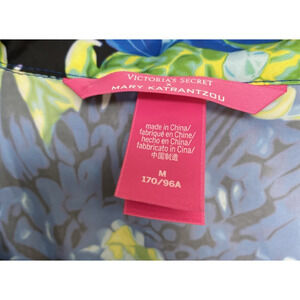 VICTORIA'S SECRET
MARY KATRANTZOU
made in China/
fabriqué en Chine/
hecho en China/
fabbricato in Cina/
中国制造
M
170/96A